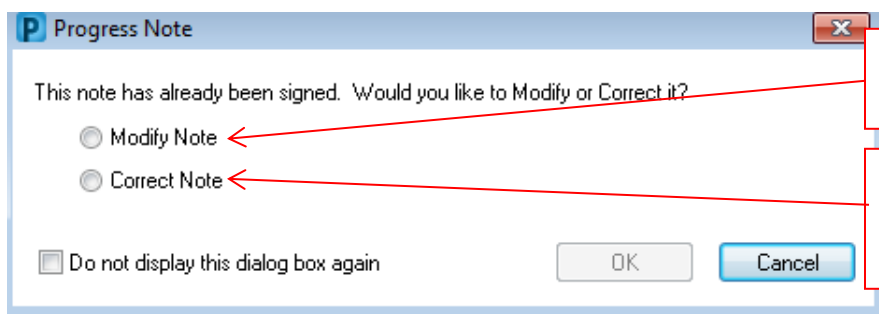 P Progress Note
This note has already been signed. Would you like to Modify or Correct it?
Modify Note
Correct Note
Do not display this dialog box again
OK
Cancel